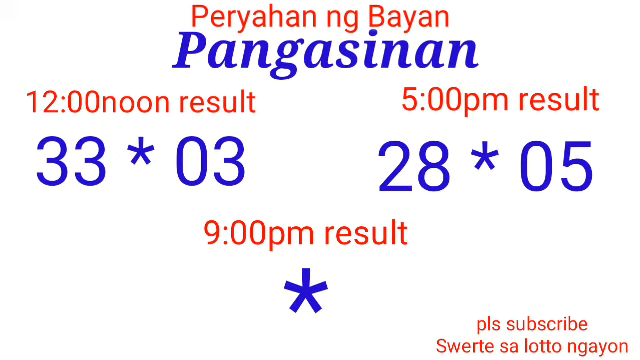 Peryahan ng Bayan
Pangasinan
12:00noon result
33 * 03
5:00pm result
28 * 05
9:00pm result
*
pls subscribe
Swerte sa lotto ngayon